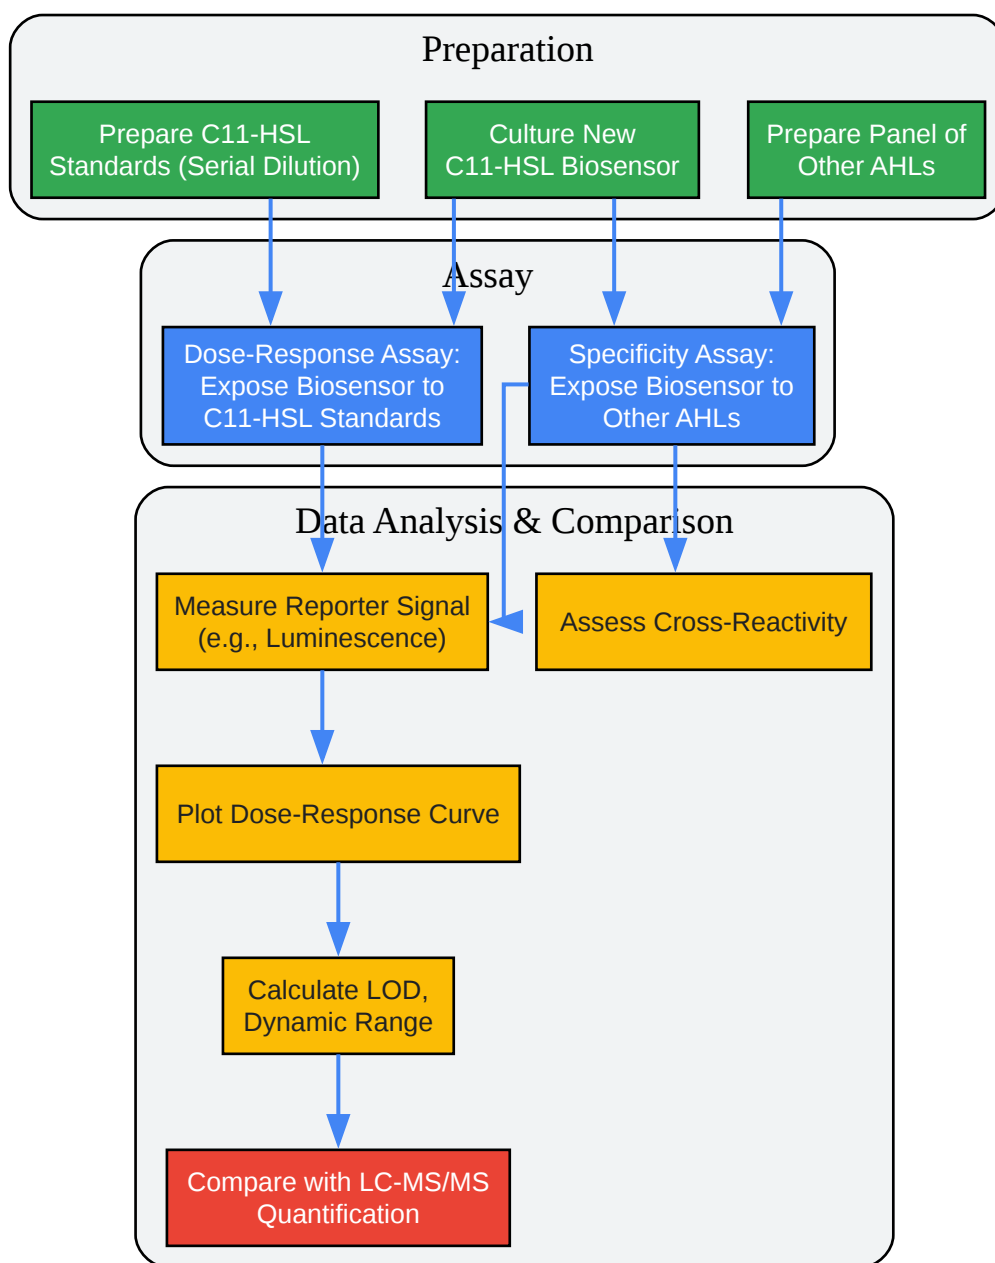 Preparation
Prepare C11-HSL
Standards (Serial Dilution)
Culture New
C11-HSL Biosensor
Prepare Panel of
Other AHLs
Assay
Dose-Response Assay:
Expose Biosensor to
C11-HSL Standards
Specificity Assay:
Expose Biosensor to
Other AHLs
Data Analysis & Comparison
Measure Reporter Signal
(e.g., Luminescence)
Assess Cross-Reactivity
Plot Dose-Response Curve
Calculate LOD,
Dynamic Range
Compare with LC-MS/MS
Quantification